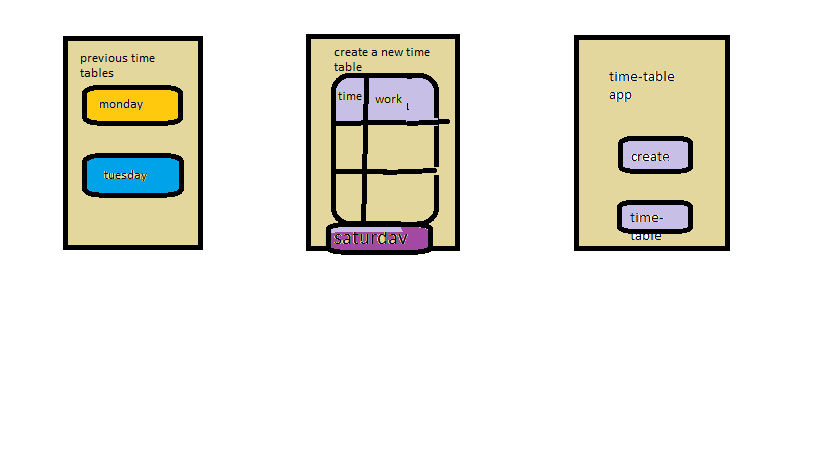 previous time
tables
monday
tuesday
create a new time
table
time
work
saturday
time-table
app
create
time-
table